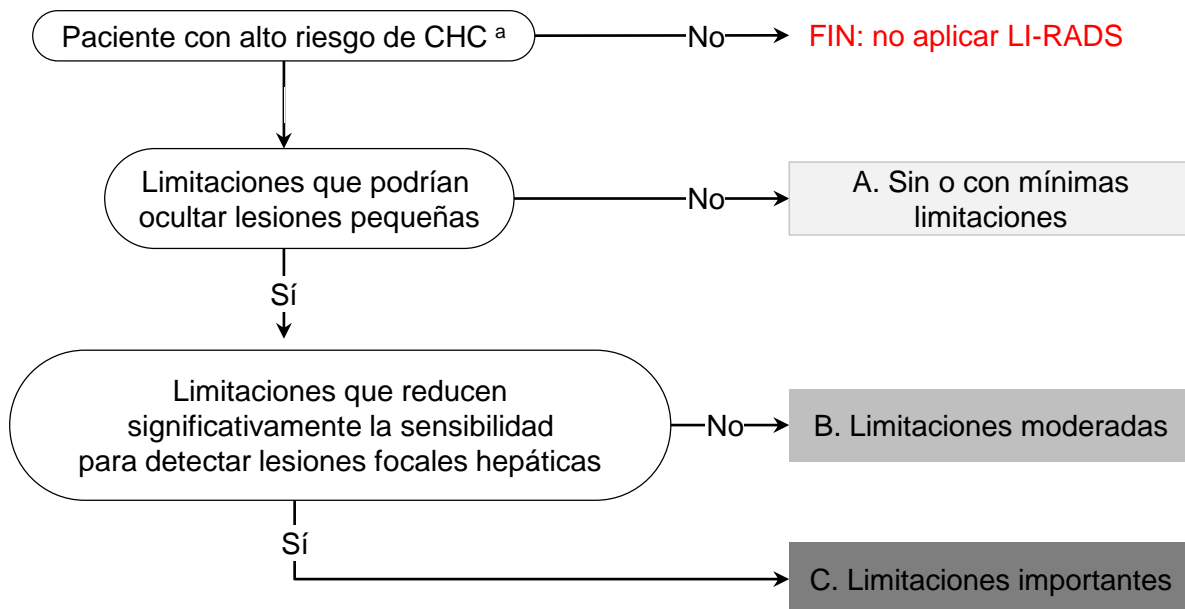 Paciente con alto riesgo de CHC a
No
FIN: no aplicar LI-RADS
Limitaciones que podrían
ocultar lesiones pequeñas
No
A. Sin o con mínimas
limitaciones
Sí
Limitaciones que reducen
significativamente la sensibilidad
para detectar lesiones focales hepáticas
No
B. Limitaciones moderadas
Sí
C. Limitaciones importantes